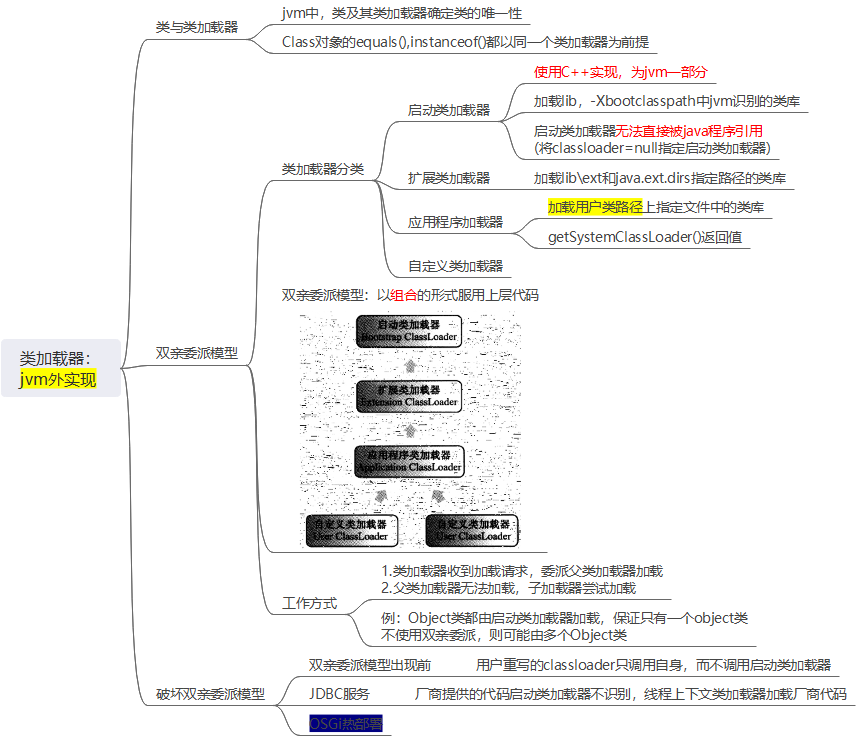 类加载器：
jvm外实现
类与类加载器
jvm中，类及其类加载器确定类的唯一性
Class对象的equals(),instanceof()都以同一个类加载器为前提
双亲委派模型
类加载器分类
启动类加载器
使用C++实现，为jvm一部分
加载lib，-Xbootclasspath中jvm识别的类库
启动类加载器无法直接被java程序引用
(将classloader=null指定启动类加载器)
扩展类加载器
加载lib\ext和java.ext.dirs指定路径的类库
应用程序加载器
加载用户类路径上指定文件中的类库
getSystemClassLoader()返回值
自定义类加载器
双亲委派模型：以组合的形式服用上层代码
启动类加载器
Bootstrap ClassLoader
扩展类加载器
Extension ClassLoader
应用程序类加载器
Application ClassLoader
自定义类加载器
User ClassLoader
自定义类加载器
User ClassLoader
工作方式
1.类加载器收到加载请求，委派父类加载器加载
2.父类加载器无法加载，子加载器尝试加载
例：Object类都由启动类加载器加载，保证只有一个object类
不使用双亲委派，则可能由多个Object类
破坏双亲委派模型
双亲委派模型出现前
用户重写的classloader只调用自身，而不调用启动类加载器
JDBC服务
厂商提供的代码启动类加载器不识别，线程上下文类加载器加载厂商代码
OSGi热部署